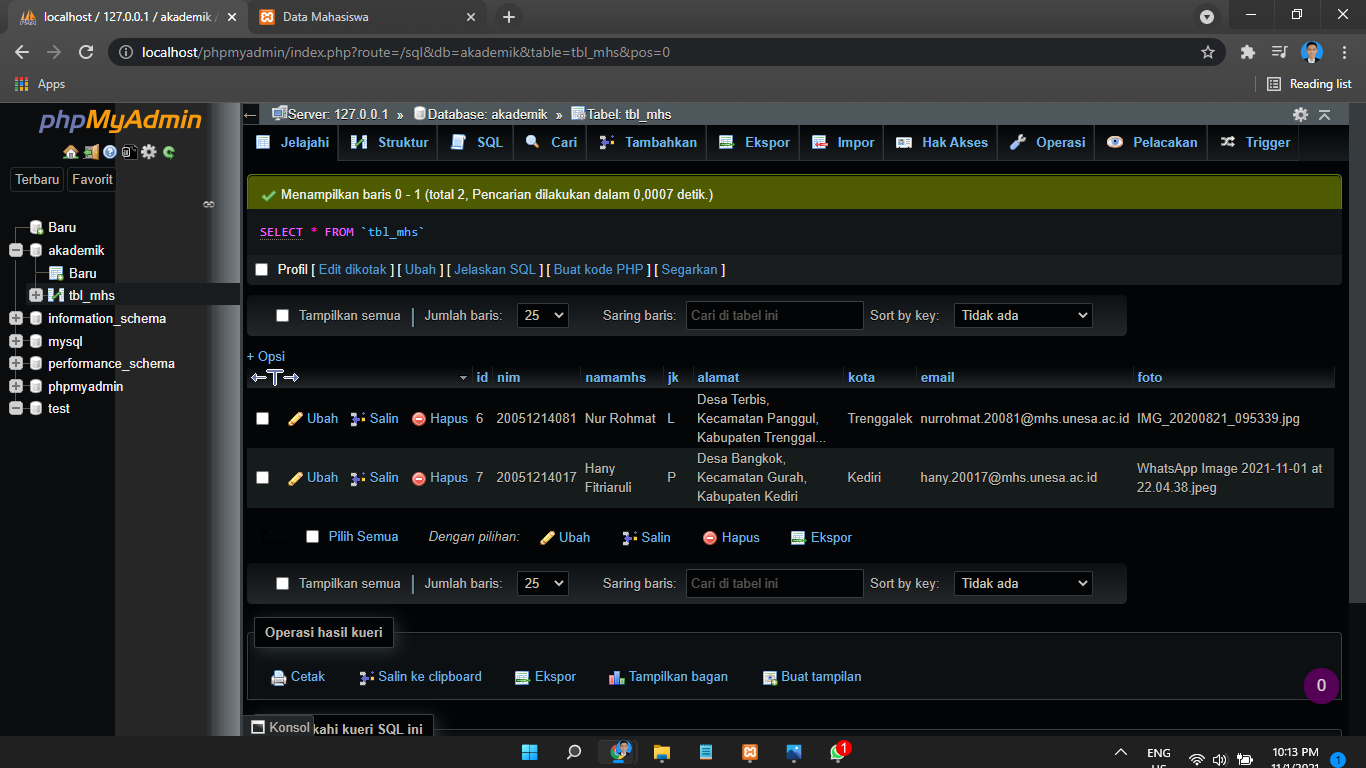 localhost / 127.0.0.1 / akademik /
Data Mahasiswa
localhost/phpmyadmin/index.php?route=/sql&db=akademik&table=tbl_mhs&pos=0
Apps
Reading list
phpMyAdmin
Terbaru Favorit
Baru
akademik
Baru
tbl_mhs
information_schema
mysql
performance_schema
phpmyadmin
test
Server: 127.0.0.1 » Database: akademik » Tabel: tbl_mhs
Jelajahi Struktur SQL Cari Tambahkan Ekspor Impor Hak Akses Operasi Pelacakan Trigger
Menampilkan baris 0 - 1 (total 2, Pencarian dilakukan dalam 0,0007 detik.)
SELECT * FROM `tbl_mhs`
Profil [ Edit dikotak ] [ Ubah ] [ Jelaskan SQL ] [ Buat kode PHP ] [ Segarkan ]
Tampilkan semua | Jumlah baris: 25 Saring baris: Cari di tabel ini Sort by key: Tidak ada
+ Opsi
←T→ id nim namamhs jk alamat kota email foto
Ubah Salin Hapus 6 20051214081 Nur Rohmat L Desa Terbis, Kecamatan Panggul, Kabupaten Trenggal... Trenggalek nurrohmat.20081@mhs.unesa.ac.id IMG_20200821_095339.jpg
Ubah Salin Hapus 7 20051214017 Hany Fitriaruli P Desa Bangkok, Kecamatan Gurah, Kabupaten Kediri Kediri hany.20017@mhs.unesa.ac.id WhatsApp Image 2021-11-01 at 22.04.38.jpeg
Pilih Semua Dengan pilihan: Ubah Salin Hapus Ekspor
Tampilkan semua | Jumlah baris: 25 Saring baris: Cari di tabel ini Sort by key: Tidak ada
Operasi hasil kueri
Cetak Salin ke clipboard Ekspor Tampilkan bagan Buat tampilan
0
Konsol kahi kueri SQL ini
1
ENG
10:13 PM
1